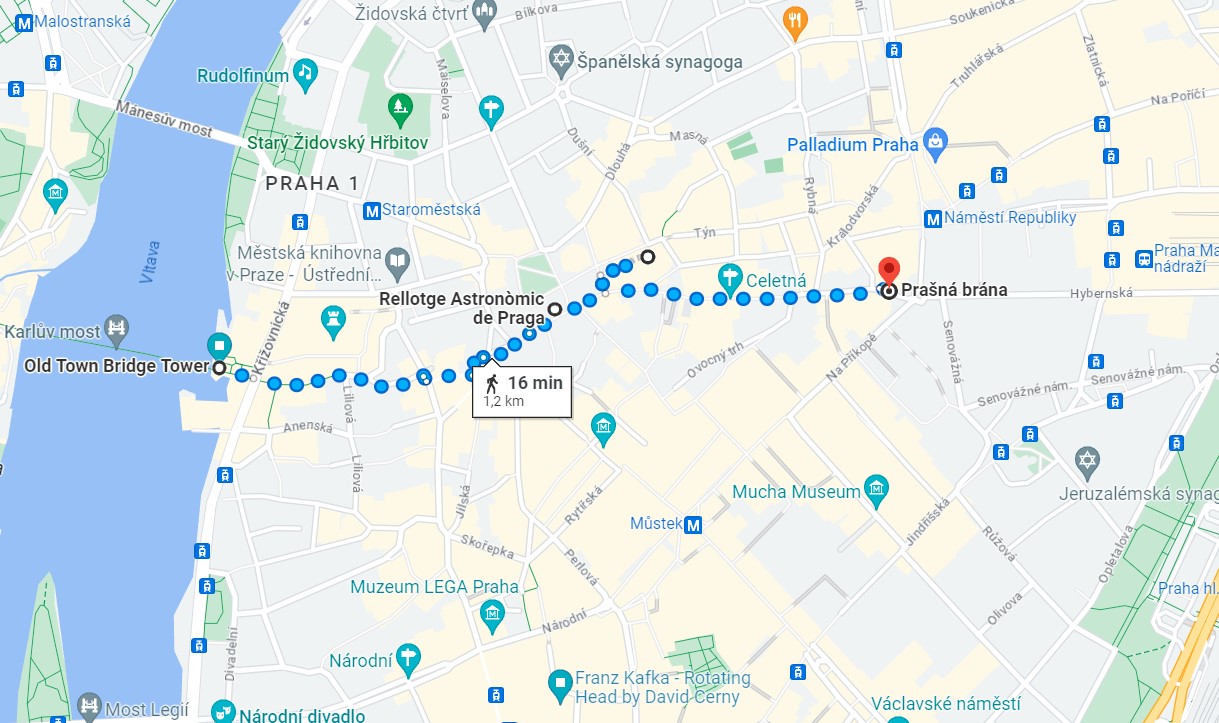 Malostranská
Židovská čtvrť
Bílkova
Soukenická
Rudolfinum
Maiselova
Španělská synagoga
Truhlářská
Zlatnická
Na Poříčí
Mánesův most
Starý Židovský Hřbitov
Dušní
Dlouhá
Masná
Palladium Praha
PRAHA 1
Staroměstská
Rybná
Královdvorská
Náměstí Republiky
Týn
Vltava
Městská knihovna
v Praze - Ústřední...
Praha Ma
nádraží
Celetná
Rellotge Astronòmic
de Praga
Prašná brána
Hybernská
Karlův most
Křížovnická
Old Town Bridge Tower
Ovocný trh
Na Příkopě
Senovážná
Senovážné nám.
Senovážné nám.
16 min
1,2 km
Liliová
Anenská
Liliová
Jilská
Rytířská
Mucha Museum
Jeruzalémská synag
Můstek
Jindřišská
Růžová
Opletalova
Skořepka
Perlová
Muzeum LEGA Praha
Praha hl.
Olivova
Národní
Divadelní
Národní
Franz Kafka - Rotating
Head by David Cerny
Most Legií
Národní divadlo
Václavské náměstí